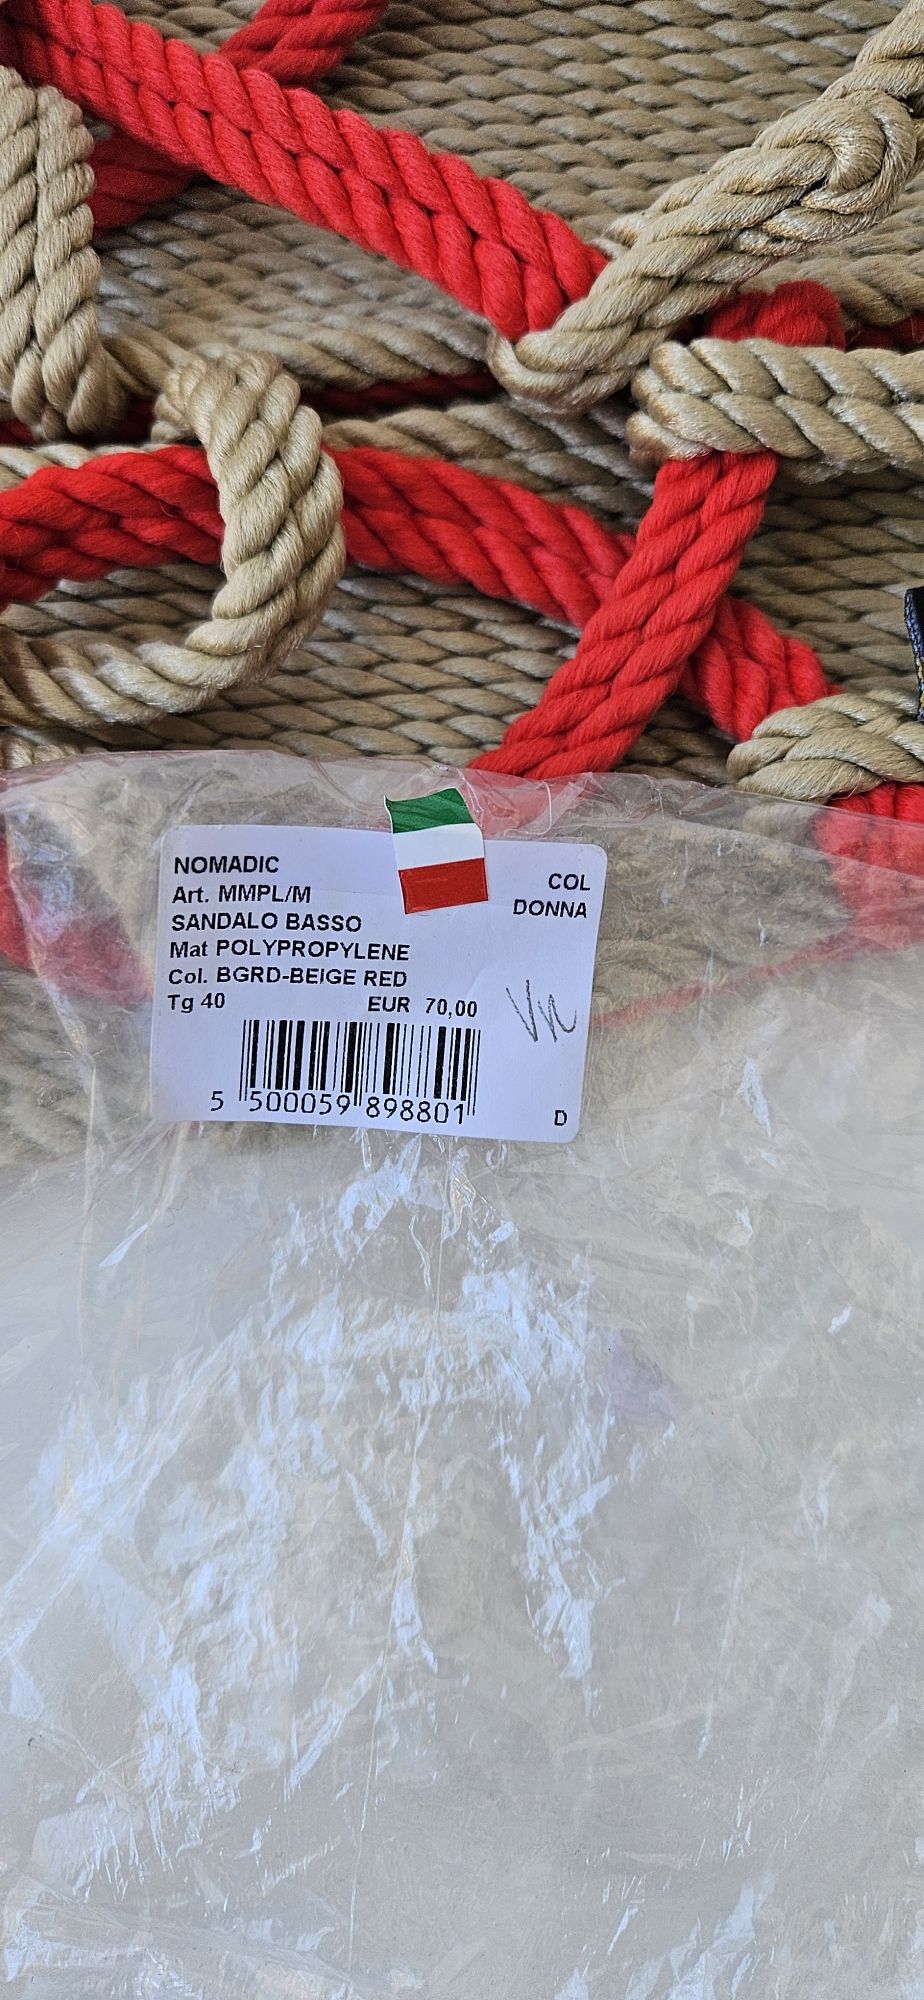 NOMADIC
COL
Art. MMPL/M
DONNA
SANDALO BASSO
Mat POLYPROPYLENE
Col. BGRD-BEIGE RED
Tg 40 EUR 70,00
5 500059 898801
D